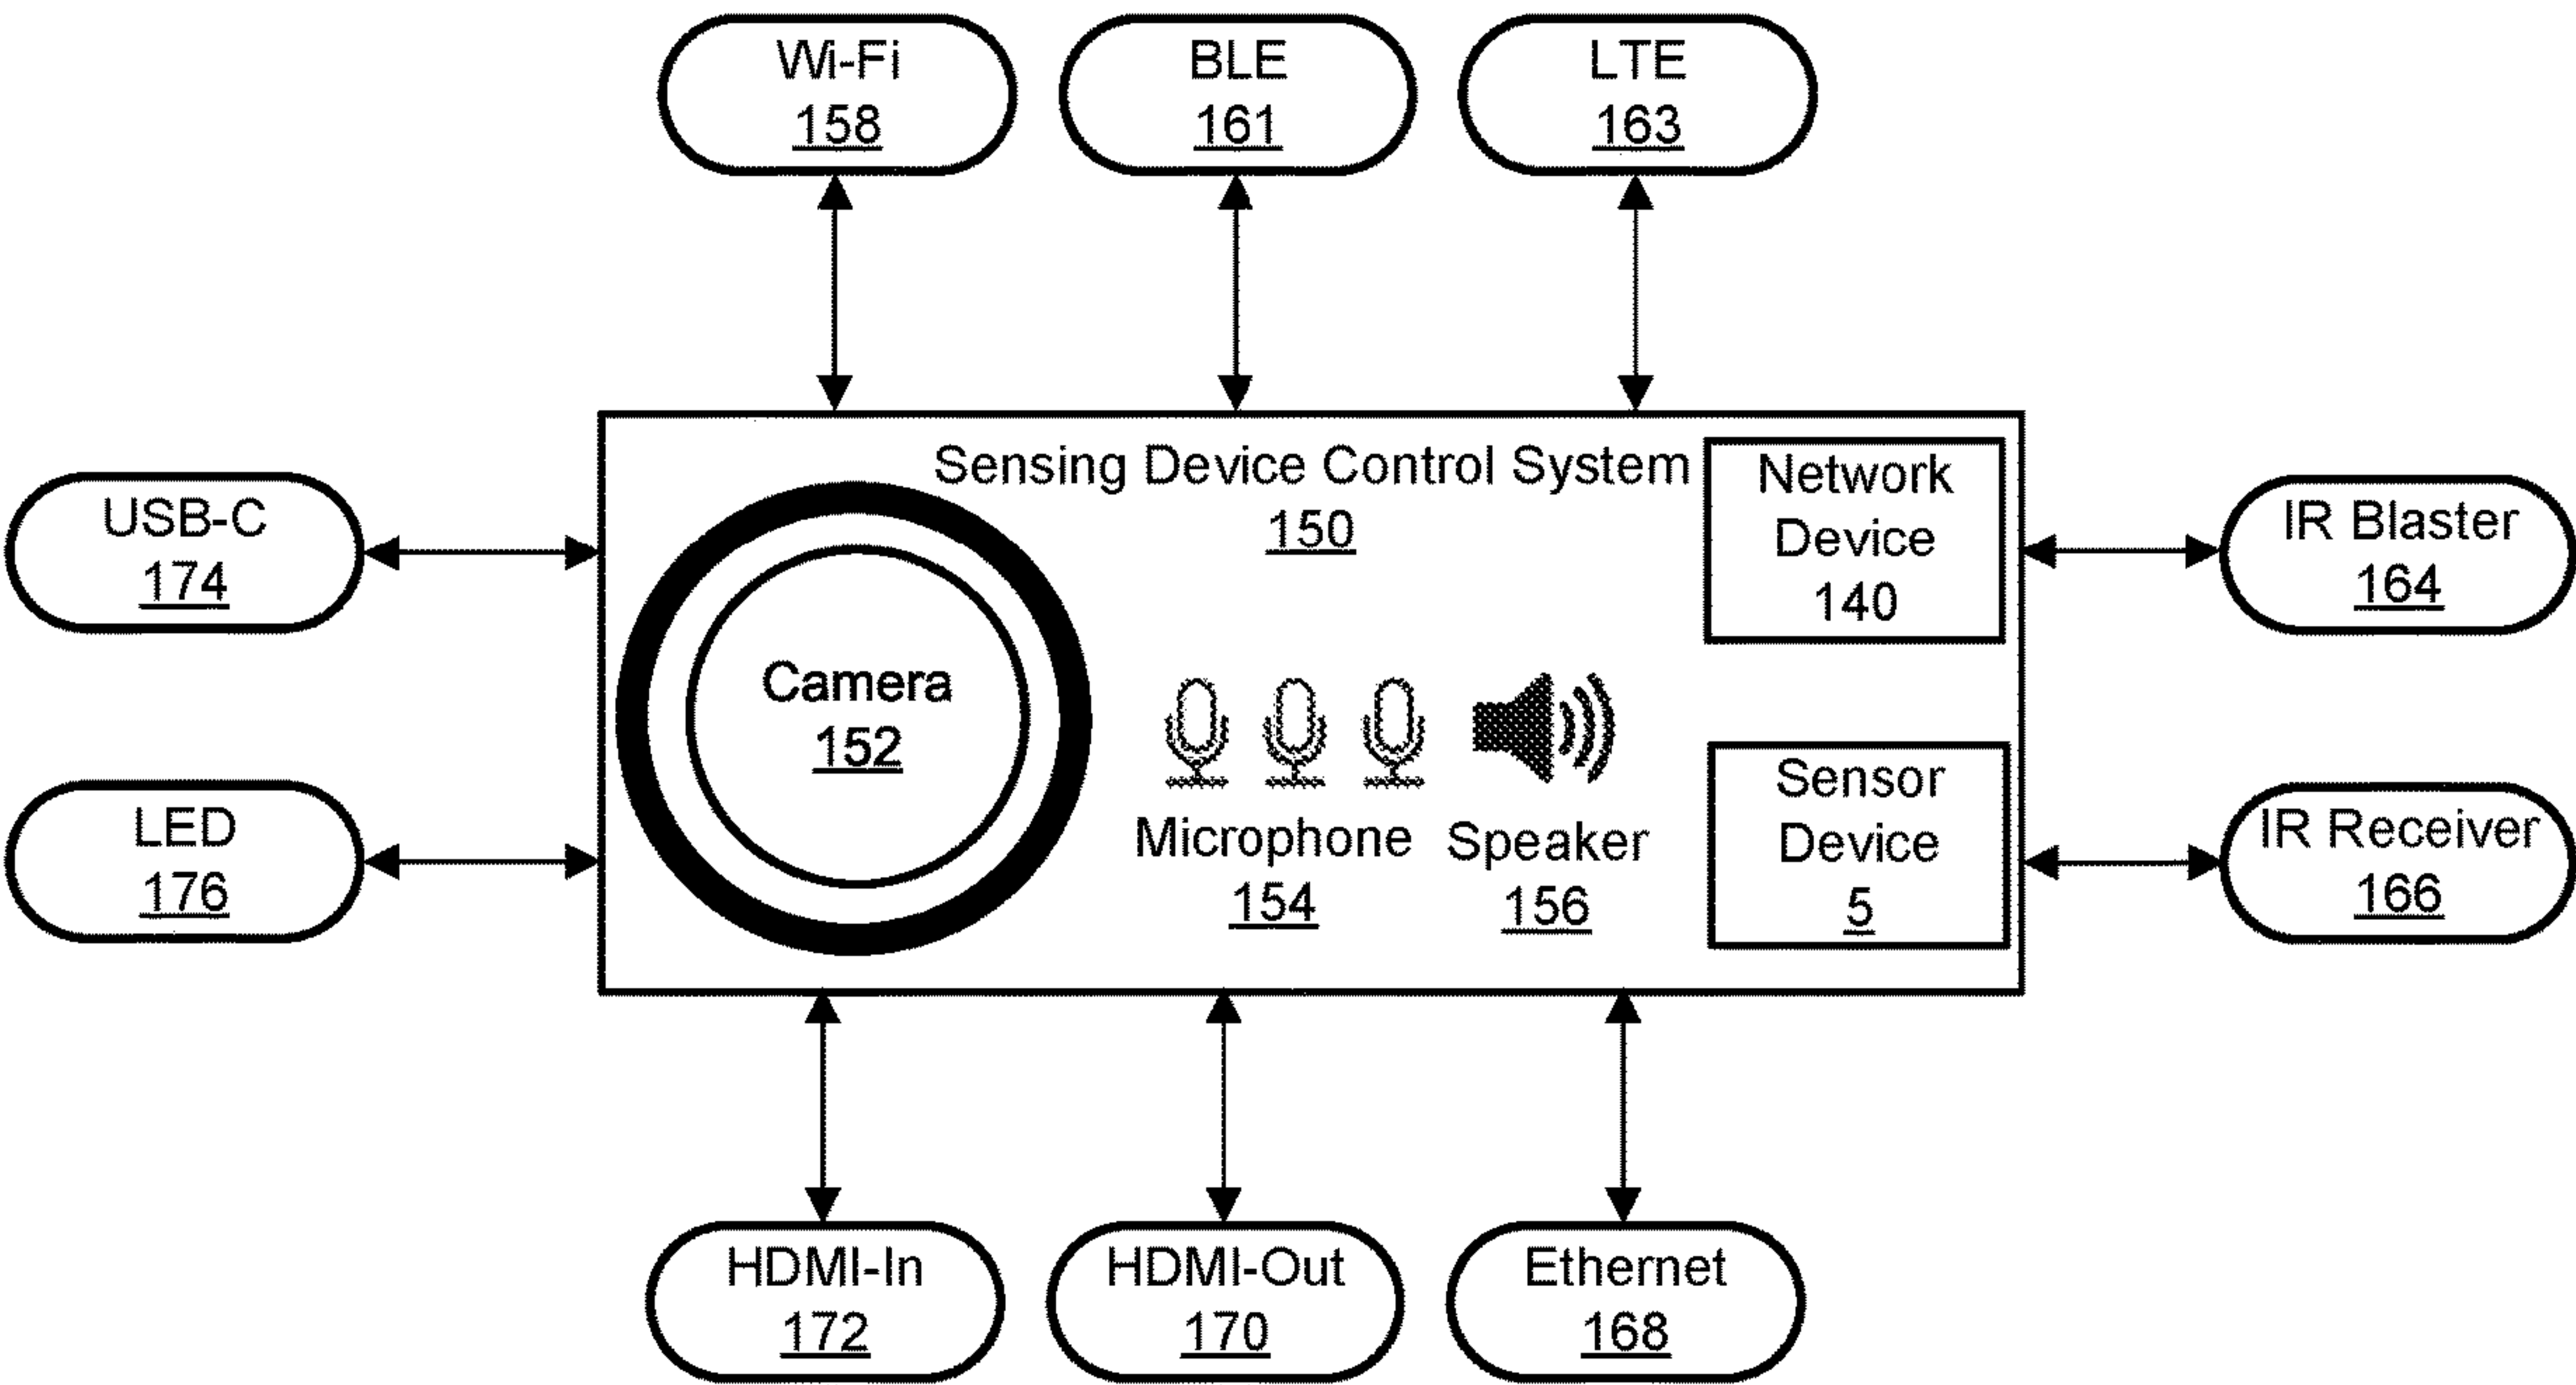 Wi-Fi
158
BLE
161
LTE
163
USB-C
174
LED
176
Sensing Device Control System
150
Camera
152
Microphone
154
Speaker
156
Network
Device
140
Sensor
Device
5
IR Blaster
164
IR Receiver
166
HDMI-In
172
HDMI-Out
170
Ethernet
168